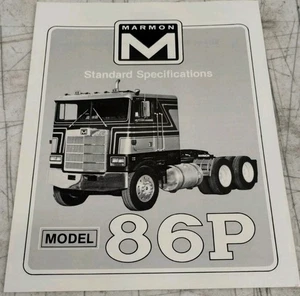 MARMON
M
Standard Specifications
MODEL
86P